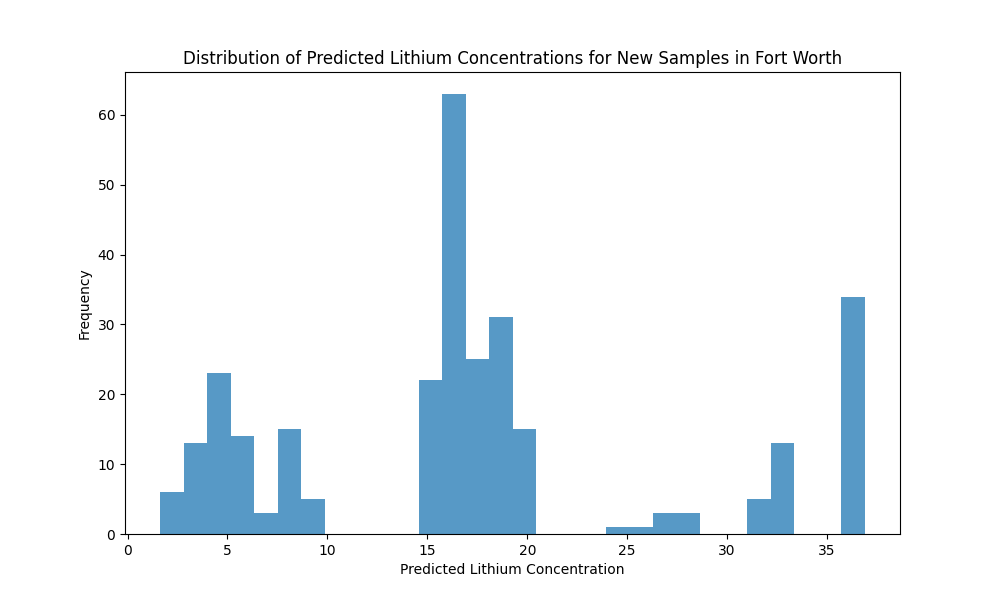 Distribution of Predicted Lithium Concentrations for New Samples in Fort Worth
60
50
40
30
20
10
0
Frequency
0 5 10 15 20 25 30 35
Predicted Lithium Concentration